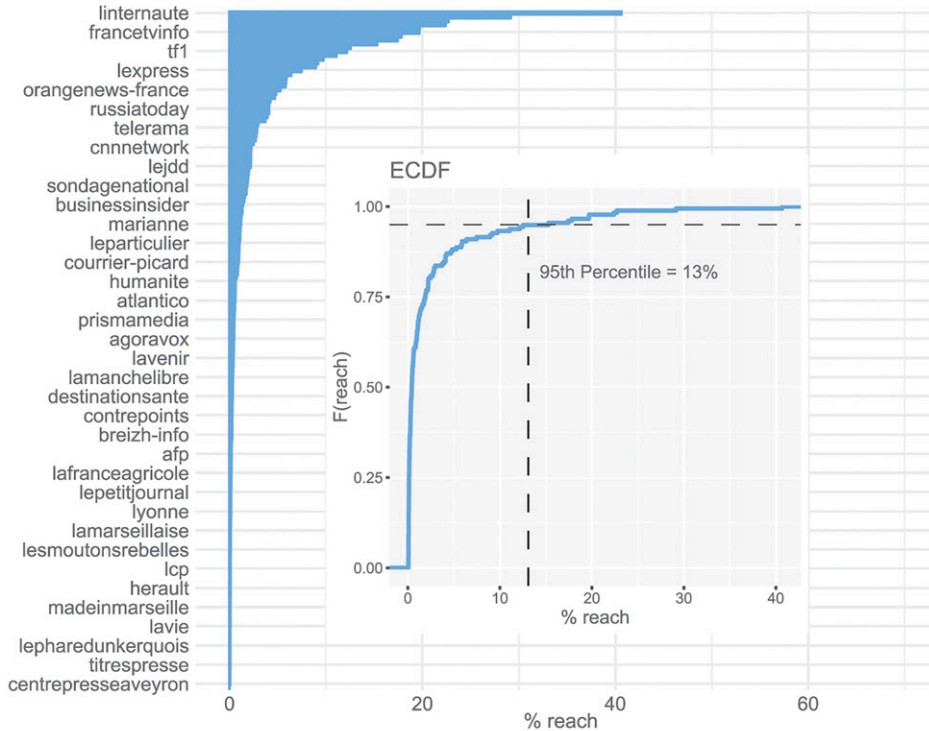 linternaute
francetvinfo
tf1
lexpress
orangenews-france
russiatoday
telerama
cnnnetwork
lejdd
sondagenational
businessinsider
marianne
leparticulier
courrier-picard
humanite
atlantico
prismamedia
agoravox
lavenir
lamanchelibre
destinationsante
contrepoints
breizh-info
afp
lafranceagricole
lepetitjournal
lyonne
lamarseillaise
lesmoutonsrebelles
lcp
herault
madeinmarseille
lavie
lepharedunkerquois
titrespresse
centrepresseaveyron
0 20 40 60
% reach
ECDF
1.00
0.75
0.50
0.25
0.00
F(reach)
95th Percentile = 13%
0 10 20 30 40
% reach